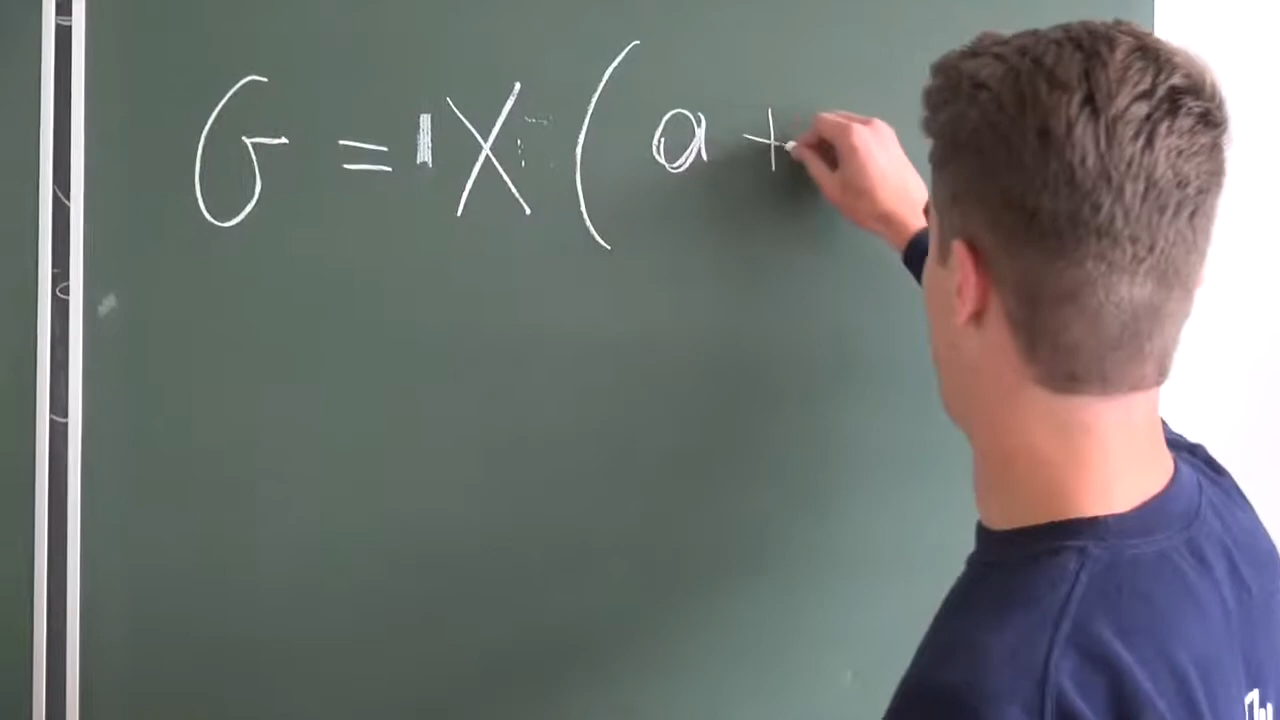 G = X ( a +